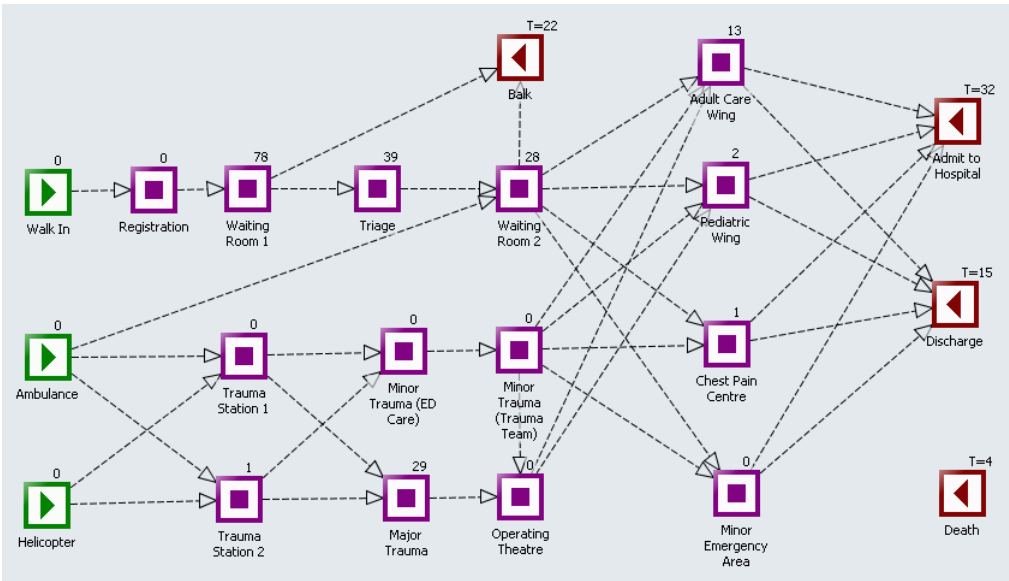 T=22
Balk
13
Adult Care
Wing
T=32
Admit to
Hospital
0
Walk In
0
Registration
78
Waiting
Room 1
39
Triage
28
Waiting
Room 2
2
Pediatric
Wing
T=15
Discharge
0
Ambulance
0
Trauma
Station 1
0
Minor
Trauma (ED
Care)
0
Minor
Trauma
(Trauma
Team)
1
Chest Pain
Centre
0
Helicopter
1
Trauma
Station 2
29
Major
Trauma
0
Operating
Theatre
0
Minor
Emergency
Area
T=4
Death